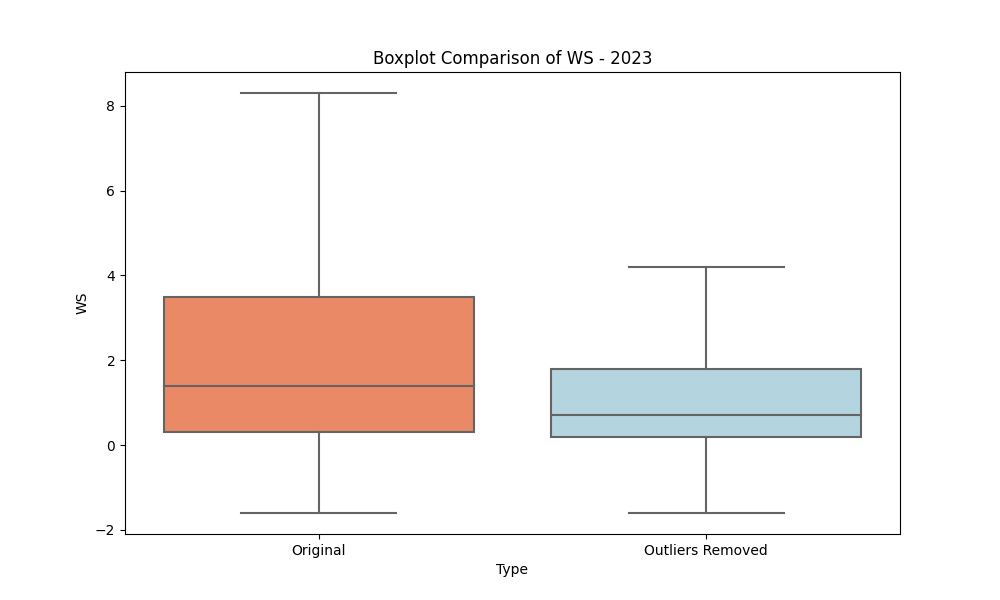 Boxplot Comparison of WS - 2023
8
6
4
2
0
−2
WS
Original
Outliers Removed
Type